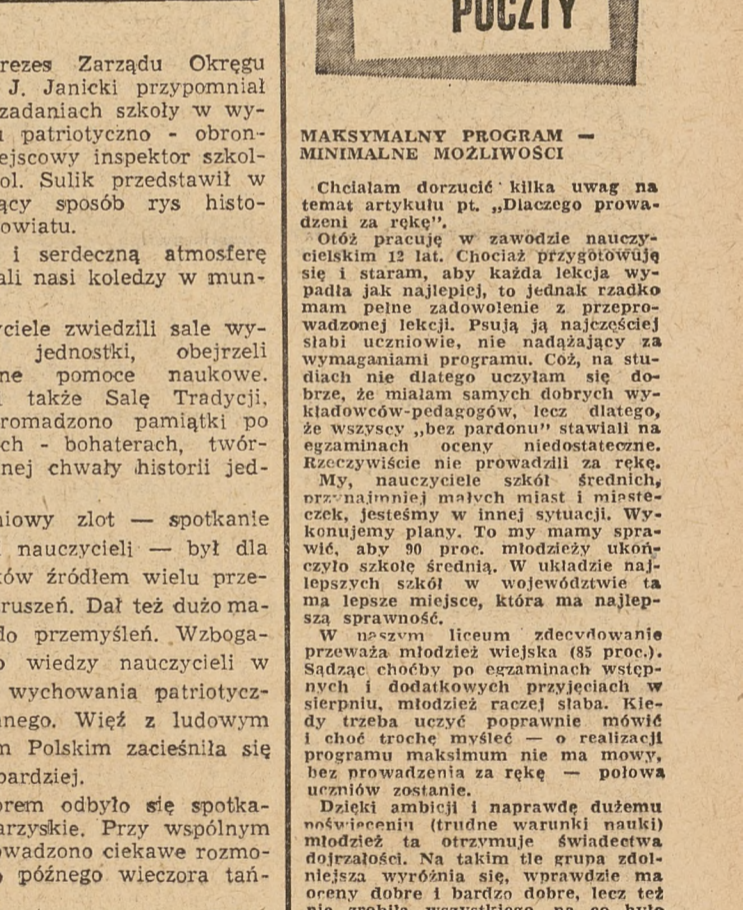 rezes Zarządu Okręgu
J. Janicki przypomniał
zadaniach szkoły w wy-
patriotyczno - obron-
ejscowy inspektor szkol-
ol. Sulik przedstawił w
ący sposób rys histo-
owiatu.
i serdeczną atmosferę
ali nasi koledzy w mun-
yciele zwiedzili sale wy-
jednostki, obejrzeli
ne pomoce naukowe.
także Salę Tradycji,
romadzono pamiątki po
ch - bohaterach, twór-
nej chwały historii jed-
niowy zlot — spotkanie
nauczycieli — był dla
ków źródłem wielu prze-
ruszeń. Dał też dużo ma-
do przemyśleń. Wzboga-
wiedzy nauczycieli w
wychowania patriotycz-
nnego. Więź z ludowym
m Polskim zacieśniła się
bardziej.
orem odbyło się spotka-
arzyskie. Przy wspólnym
owadzono ciekawe rozmo-
późnego wieczora tań-
POCZTY
MAKSYMALNY PROGRAM —
MINIMALNE MOŻLIWOŚCI
Chciałam dorzucić kilka uwag na
temat artykułu pt. „Dlaczego prowa-
dzeni za rękę”.
Otóż pracuję w zawodzie nauczy-
cielskim 12 lat. Chociaż przygotowuję
się i staram, aby każda lekcja wy-
padła jak najlepiej, to jednak rzadko
mam pełne zadowolenie z przepro-
wadzonej lekcji. Psują ją najczęściej
słabi uczniowie, nie nadążający za
wymaganiami programu. Cóż, na stu-
diach nie dlatego uczyłam się do-
brze, że miałam samych dobrych wy-
kładowców-pedagogów, lecz dlatego,
że wszyscy „bez pardonu” stawiali na
egzaminach oceny niedostateczne.
Rzeczywiście nie prowadzili za rękę.
My, nauczyciele szkół średnich,
przynajmniej małych miast i miaste-
czek, jesteśmy w innej sytuacji. Wy-
konujemy plany. To my mamy spra-
wić, aby 90 proc. młodzieży ukoń-
czyło szkołę średnią. W układzie naj-
lepszych szkół w województwie ta
ma lepsze miejsce, która ma najlep-
szą sprawność.
W naszym liceum zdecydowanie
przeważa młodzież wiejska (85 proc.).
Sądząc choćby po egzaminach wstęp-
nych i dodatkowych przyjęciach w
sierpniu, młodzież raczej słaba. Kie-
dy trzeba uczyć poprawnie mówić
i choć trochę myśleć — o realizacji
programu maksimum nie ma mowy,
bez prowadzenia za rękę — połowa
uczniów zostanie.
Dzięki ambicji i naprawdę dużemu
poświęceniu (trudne warunki nauki)
młodzież ta otrzymuje świadectwa
dojrzałości. Na takim tle grupa zdol-
niejsza wyróżnia się, wprawdzie ma
oceny dobre i bardzo dobre, lecz też